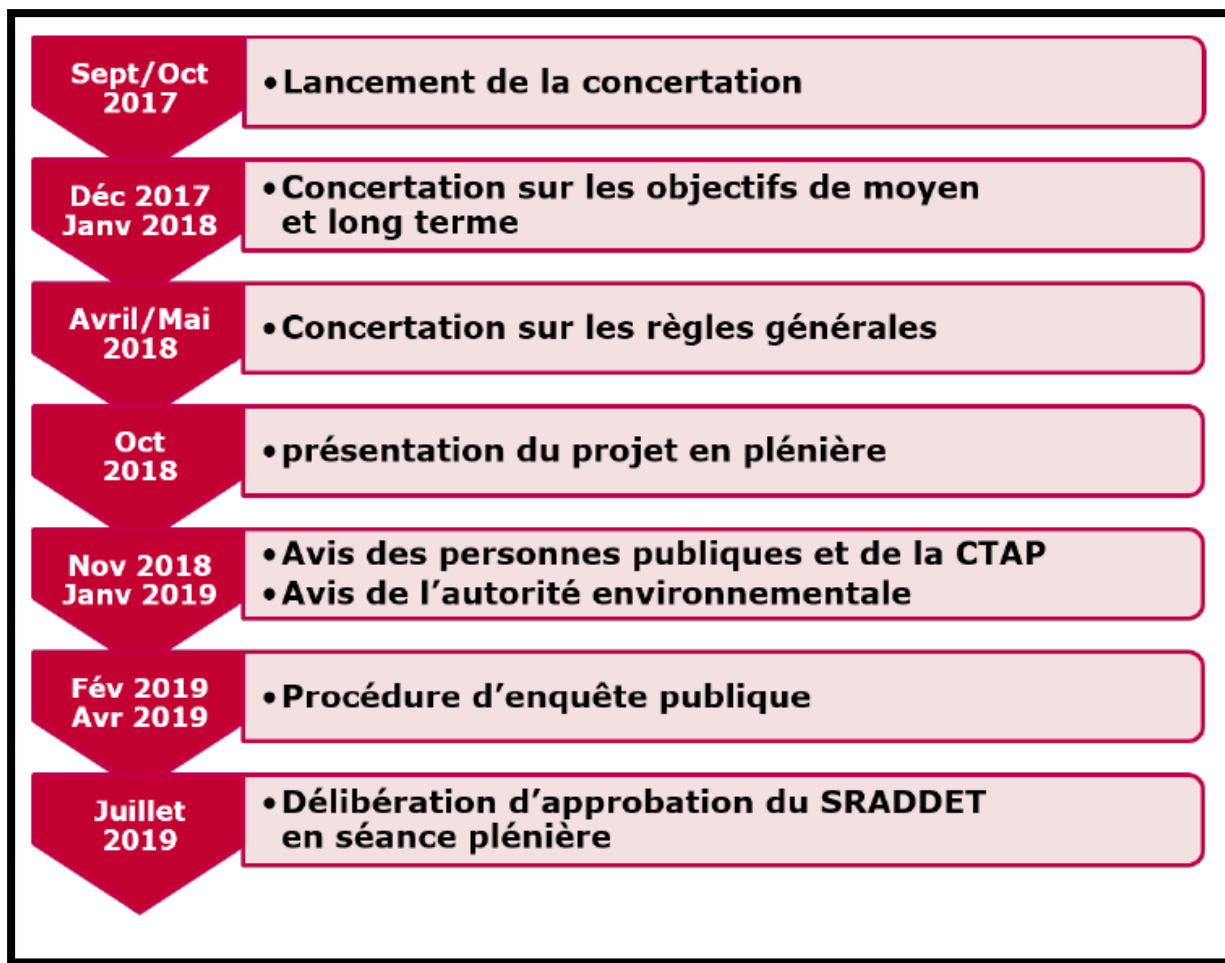 Sept/Oct
2017
•Lancement de la concertation
Déc 2017
Janv 2018
•Concertation sur les objectifs de moyen
et long terme
Avril/Mai
2018
•Concertation sur les règles générales
Oct
2018
•présentation du projet en plénière
Nov 2018
Janv 2019
•Avis des personnes publiques et de la CTAP
•Avis de l’autorité environnementale
Fév 2019
Avr 2019
•Procédure d’enquête publique
Juillet
2019
•Délibération d’approbation du SRADDET
en séance plénière